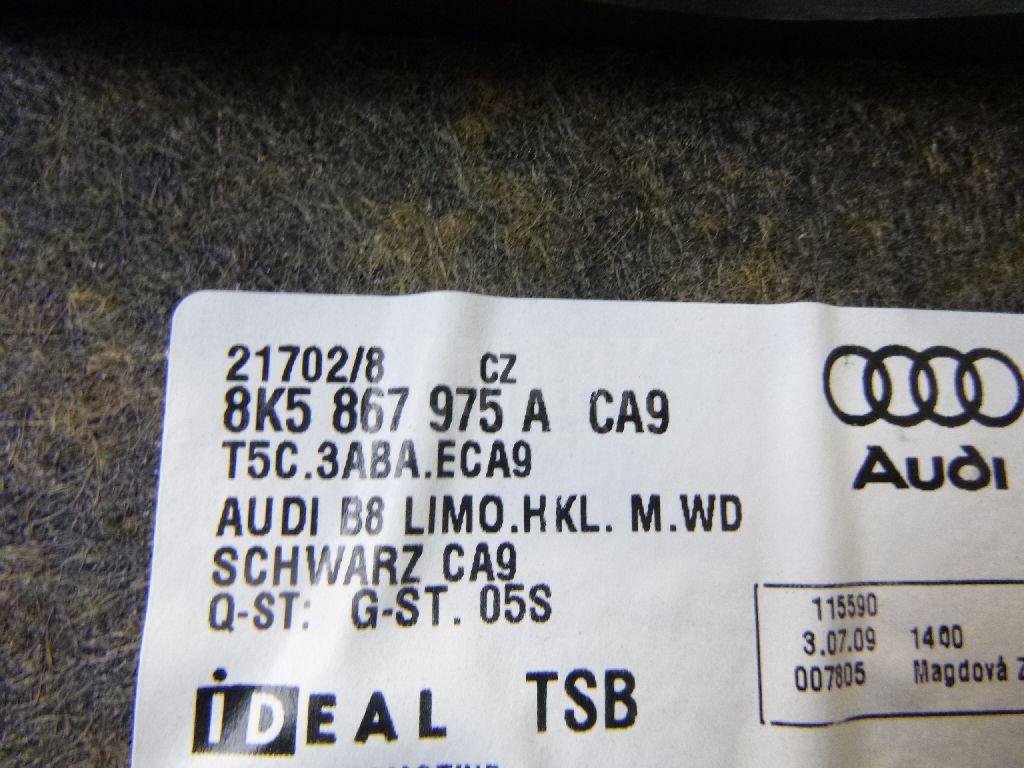 21702/8 CZ
8K5 867 975 A CA9
T5C.3ABA.ECA9
AUDI B8 LIMO.HKL. M.WD
SCHWARZ CA9
Q-ST: G-ST. 05S
Audi
115590
3.07.09 1400
007805 Magdová Z
iDEAL TSB